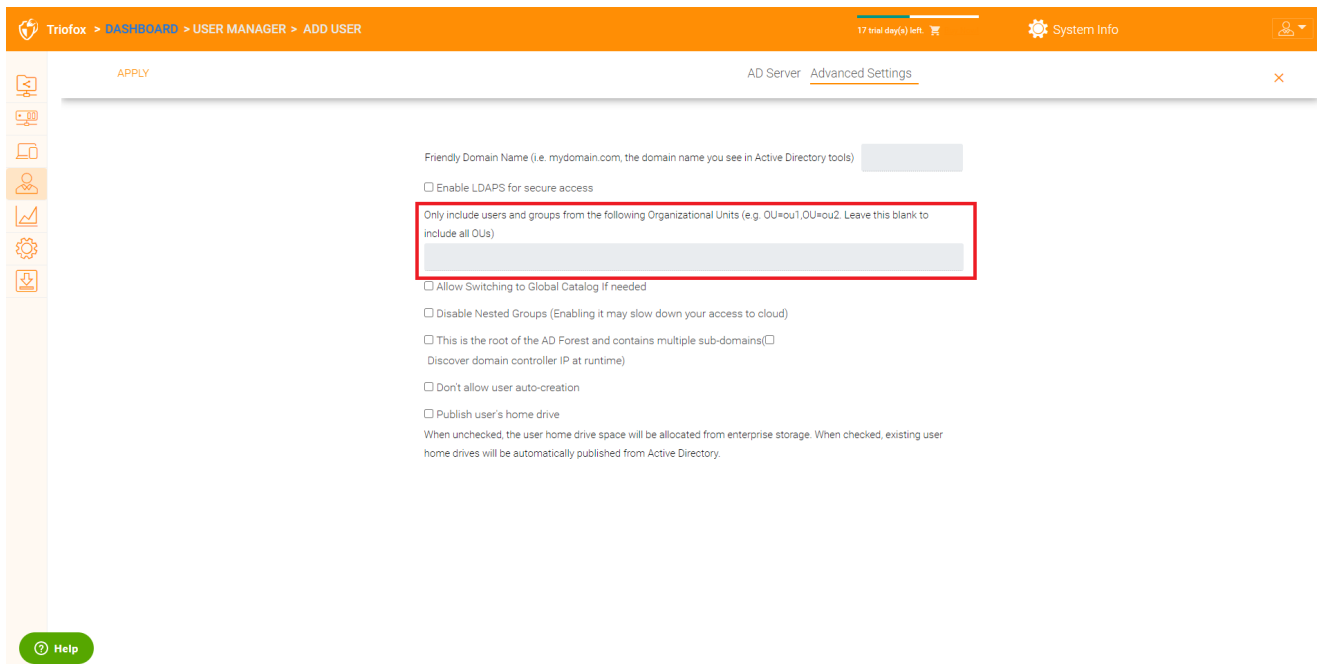 Triofox > DASHBOARD > USER MANAGER > ADD USER
17 trial day(s) left.
System Info
APPLY
AD Server Advanced Settings
Friendly Domain Name (i.e. mydomain.com, the domain name you see in Active Directory tools)
Enable LDAPS for secure access
Only include users and groups from the following Organizational Units (e.g. OU=ou1,OU=ou2. Leave this blank to
include all OUs)
Allow Switching to Global Catalog If needed
Disable Nested Groups (Enabling it may slow down your access to cloud)
This is the root of the AD Forest and contains multiple sub-domains(
Discover domain controller IP at runtime)
Don't allow user auto-creation
Publish user's home drive
When unchecked, the user home drive space will be allocated from enterprise storage. When checked, existing user
home drives will be automatically published from Active Directory.
Help